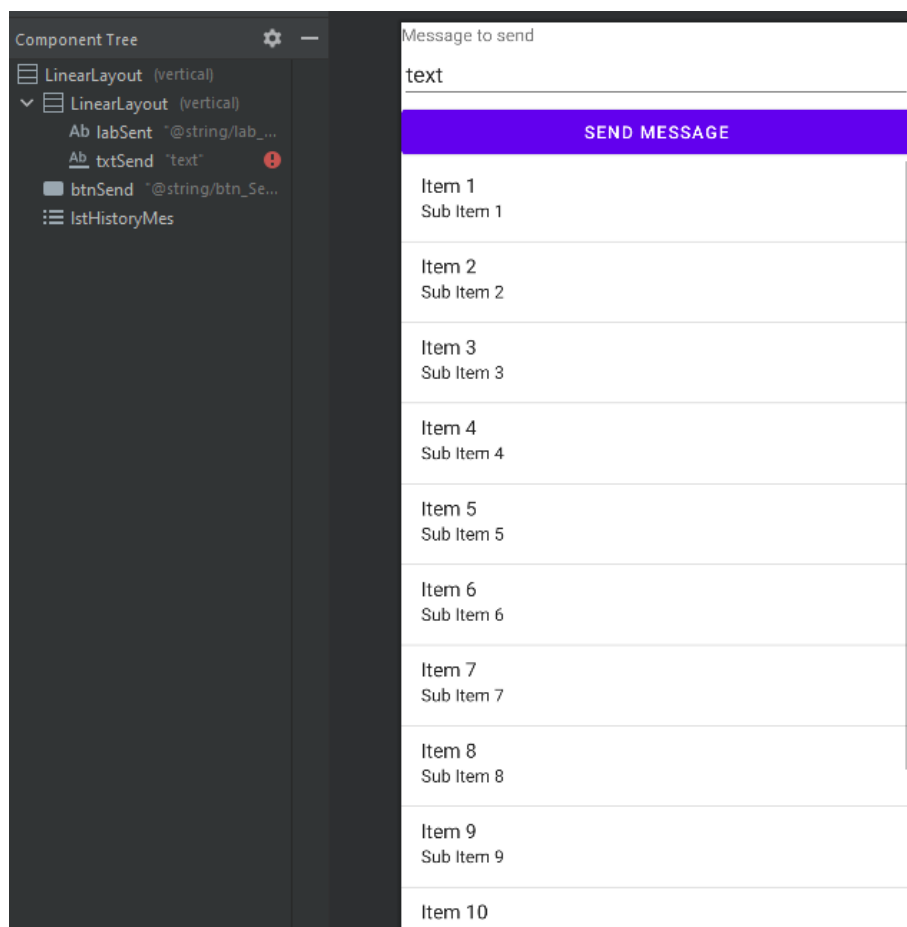 Component Tree
LinearLayout (vertical)
LinearLayout (vertical)
Ab labSent "@string/lab_...
Ab txtSend "text"
btnSend "@string/btn_Se...
lstHistoryMes
Message to send
text
SEND MESSAGE
Item 1
Sub Item 1
Item 2
Sub Item 2
Item 3
Sub Item 3
Item 4
Sub Item 4
Item 5
Sub Item 5
Item 6
Sub Item 6
Item 7
Sub Item 7
Item 8
Sub Item 8
Item 9
Sub Item 9
Item 10